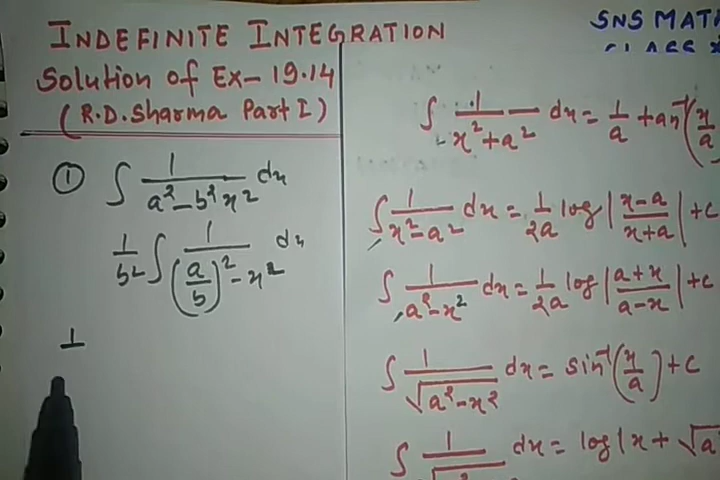 INDEFINITE INTEGRATION
Solution of Ex-19.14
(R.D. Sharma Part I)
① ∫ 1/(a²-b²x²) dx
1/b² ∫ 1/((a/b)²-x²) dx
1
SNS MATH
∫ 1/(x²+a²) dx = 1/a tan⁻¹(x/a)
∫ 1/(x²-a²) dx = 1/2a log|(x-a)/(x+a)| +c
∫ 1/(a²-x²) dx = 1/2a log|(a+x)/(a-x)| +c
∫ 1/√(a²-x²) dx = sin⁻¹(x/a)+c
∫ 1/√ dx = log|x + √a